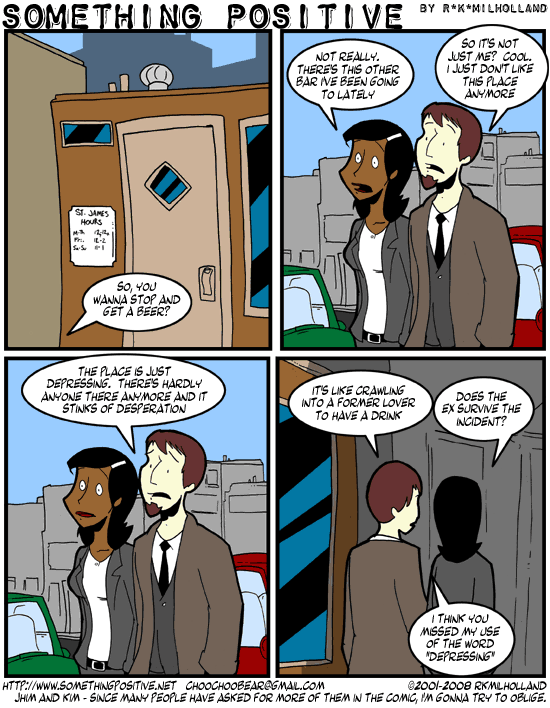 SOMETHING POSITIVE BY R*K*MILHOLLAND
ST. JAMES
HOURS
M-Th
Fri.
Sa-Su
SO, YOU
WANNA STOP AND
GET A BEER?
NOT REALLY.
THERE'S THIS OTHER
BAR I'VE BEEN GOING
TO LATELY
SO IT'S NOT
JUST ME? COOL.
I JUST DON'T LIKE
THIS PLACE
ANYMORE
THE PLACE IS JUST
DEPRESSING. THERE'S HARDLY
ANYONE THERE ANYMORE AND IT
STINKS OF DESPERATION
IT'S LIKE CRAWLING
INTO A FORMER LOVER
TO HAVE A DRINK
DOES THE
EX SURVIVE THE
INCIDENT?
I THINK YOU
MISSED MY USE
OF THE WORD
"DEPRESSING"
HTTP://WWW.SOMETHINGPOSITIVE.NET CHOOCHOOBEAR@GMAIL.COM ©2001-2008 RKMILHOLLAND
JHIM AND KIM - SINCE MANY PEOPLE HAVE ASKED FOR MORE OF THEM IN THE COMIC, I'M GONNA TRY TO OBLIGE.